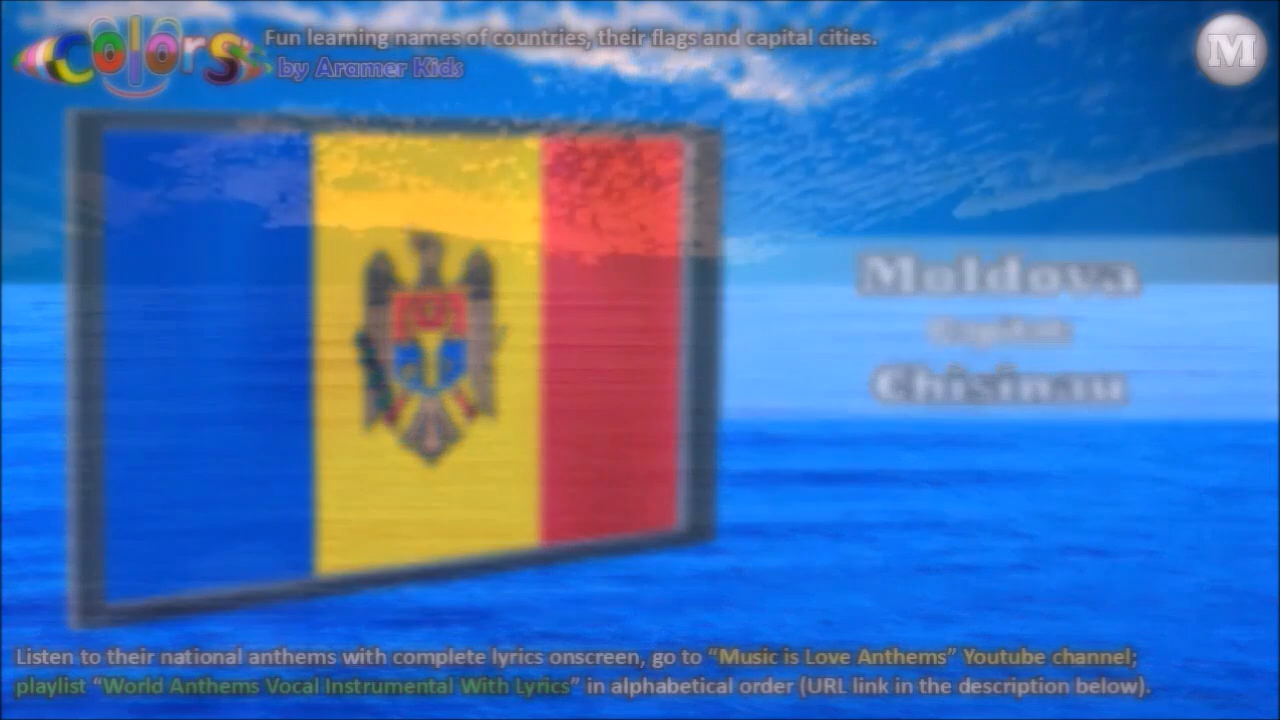 Colors
Fun learning names of countries, their flags and capital cities.
by Aramer Kids
M
Moldova
Capital:
Chisinau
Listen to their national anthems with complete lyrics onscreen, go to “Music is Love Anthems” Youtube channel;
playlist “World Anthems Vocal Instrumental With Lyrics” in alphabetical order (URL link in the description below).